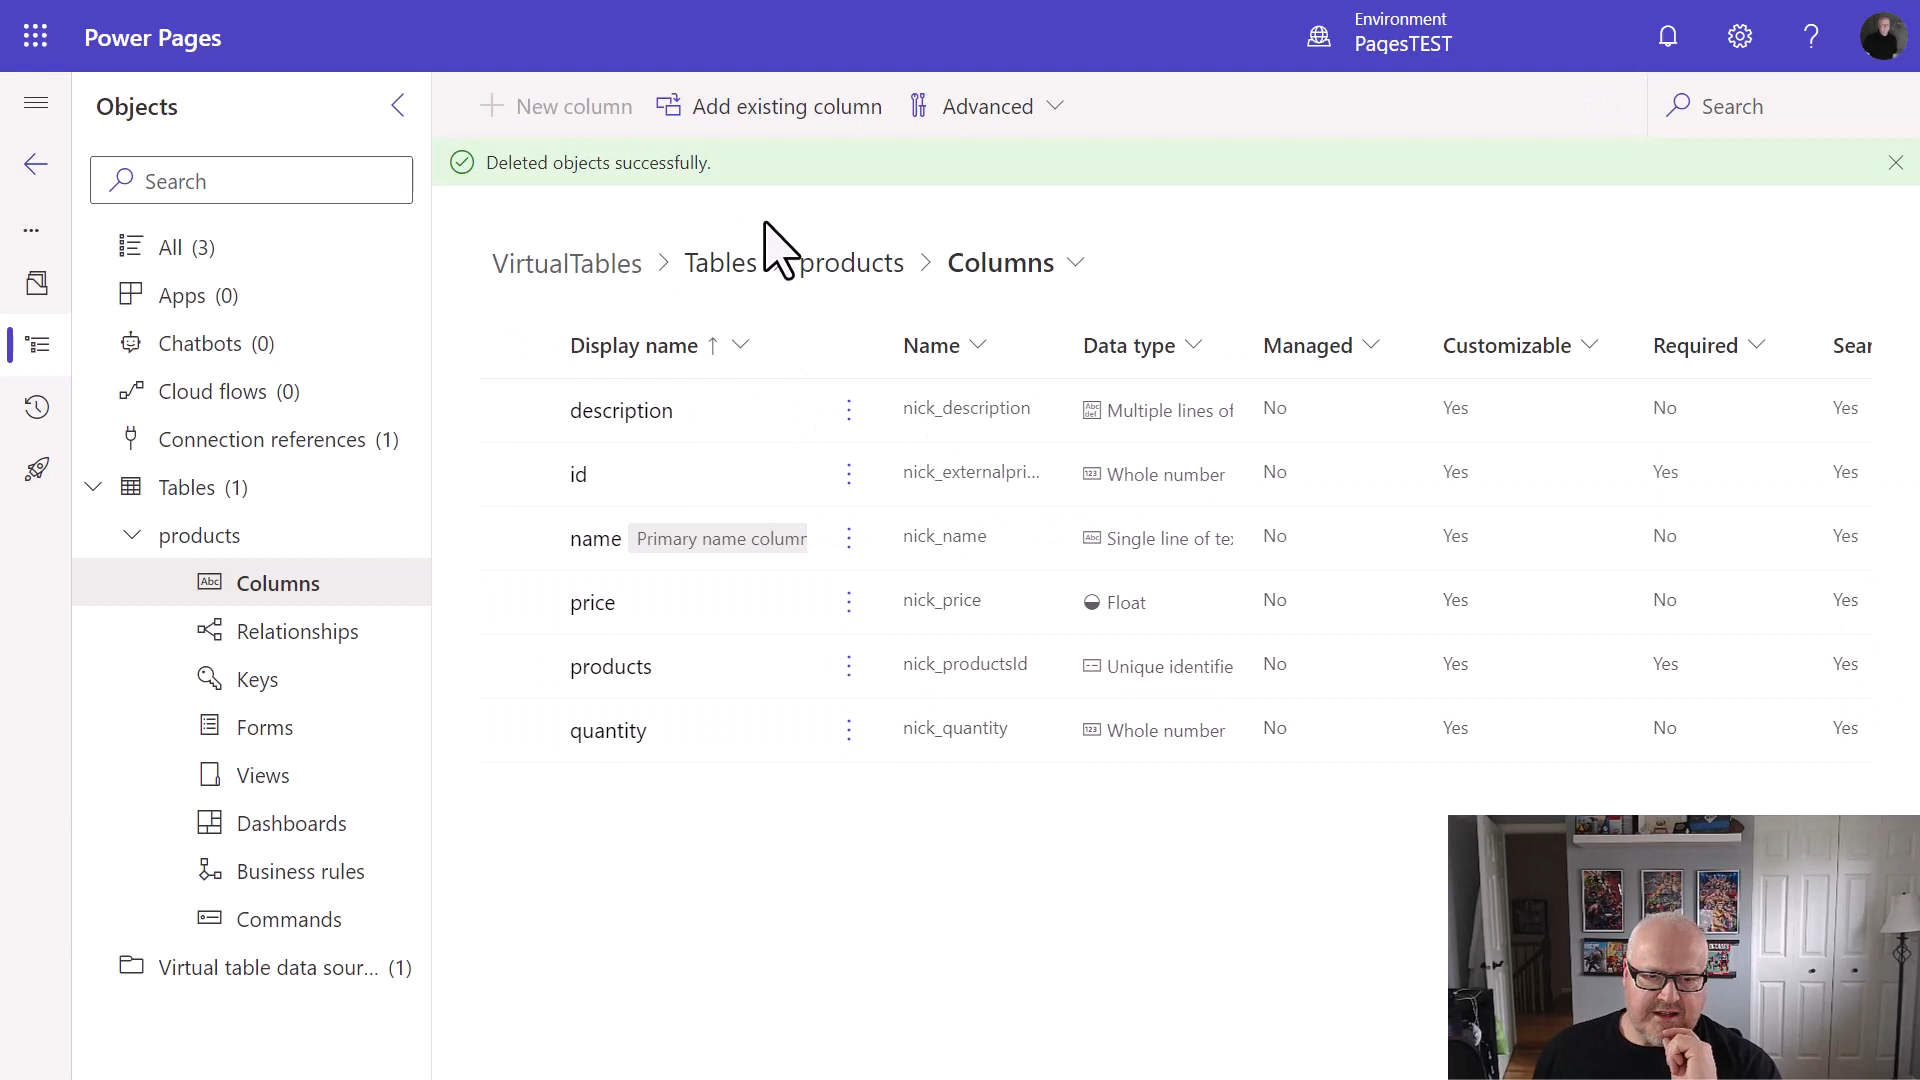 Power Pages
Environment
PagesTEST
Objects
New column
Add existing column
Advanced
Search
Deleted objects successfully.
Search
All (3)
Apps (0)
Chatbots (0)
Cloud flows (0)
Connection references (1)
Tables (1)
products
Columns
Relationships
Keys
Forms
Views
Dashboards
Business rules
Commands
Virtual table data sour... (1)
VirtualTables > Tables > products > Columns
Display name Name Data type Managed Customizable Required Sear
description nick_description Multiple lines of No Yes No Yes
id nick_externalpri... Whole number No Yes Yes Yes
name Primary name column nick_name Single line of tex No Yes No Yes
price nick_price Float No Yes No Yes
products nick_productsId Unique identifie No Yes Yes Yes
quantity nick_quantity Whole number No Yes No Yes